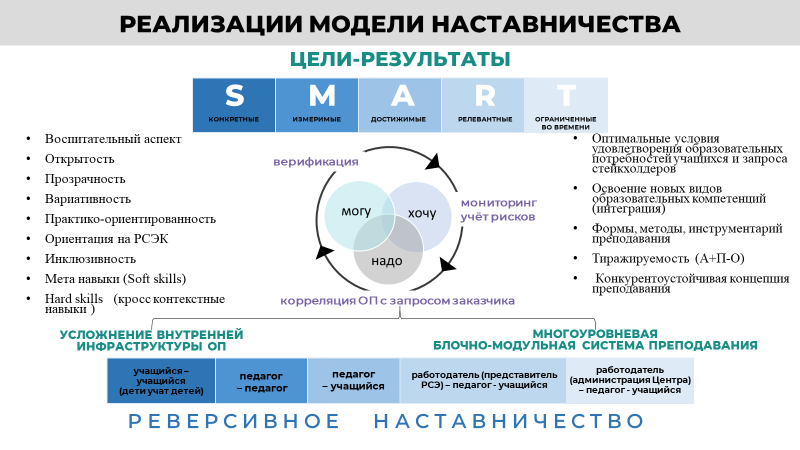 РЕАЛИЗАЦИИ МОДЕЛИ НАСТАВНИЧЕСТВА
ЦЕЛИ-РЕЗУЛЬТАТЫ
S M A R T
КОНКРЕТНЫЕ ИЗМЕРИМЫЕ ДОСТИЖИМЫЕ РЕЛЕВАНТНЫЕ ОГРАНИЧЕННЫЕ
ВО ВРЕМЕНИ
• Воспитательный аспект
• Открытость
• Прозрачность
• Вариативность
• Практико-ориентированность
• Ориентация на РСЭК
• Инклюзивность
• Мета навыки (Soft skills)
• Hard skills (кросс контекстные
навыки )
верификация
могу
хочу
надо
мониторинг
учёт рисков
корреляция ОП с запросом заказчика
• Оптимальные условия
удовлетворения образовательных
потребностей учащихся и запроса
стейкхолдеров
• Освоение новых видов
образовательных компетенций
(интеграция)
• Формы, методы, инструментарий
преподавания
• Тиражируемость (А+П-О)
• Конкурентоустойчивая концепция
преподавания
УСЛОЖНЕНИЕ ВНУТРЕННЕЙ
ИНФРАСТРУКТУРЫ ОП
МНОГОУРОВНЕВАЯ
БЛОЧНО-МОДУЛЬНАЯ СИСТЕМА ПРЕПОДАВАНИЯ
учащийся –
учащийся
(дети учат детей)
педагог
– педагог
педагог
– учащийся
работодатель (представитель
РСЭ) – педагог - учащийся
работодатель
(администрация Центра)
– педагог - учащийся
РЕВЕРСИВНОЕ НАСТАВНИЧЕСТВО